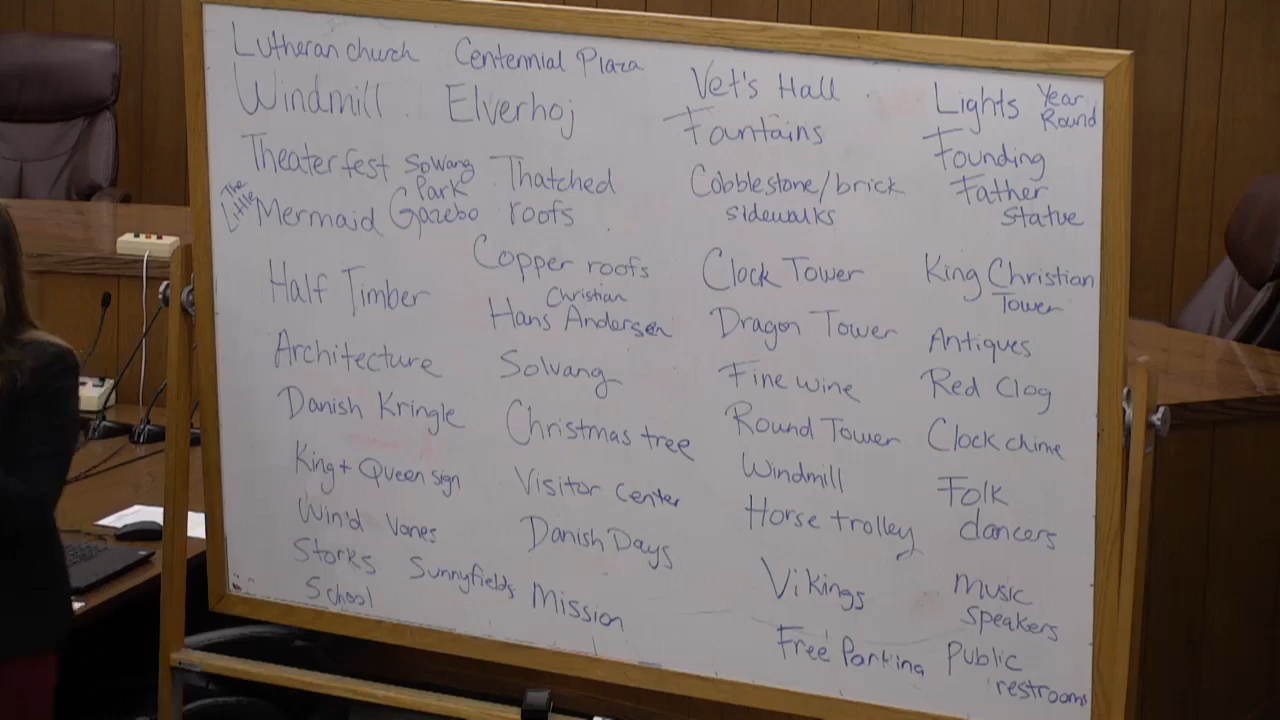 Lutheran church
Centennial Plaza
Windmill
Elverhoj
Theaterfest
Solvang
Park
Gazebo
Thatched
roofs
The
Little
Mermaid
Copper roofs
Half Timber
Christian
Hans Andersen
Architecture
Solvang
Danish Kringle
Christmas tree
King + Queen sign
Visitor Center
Wind Vanes
Danish Days
Storks
Sunnyfields
Mission
School
Vet's Hall
Fountains
Cobblestone/brick
sidewalks
Clock Tower
Dragon Tower
Fine wine
Round Tower
Windmill
Horse trolley
Vikings
Free Parking
Lights Year
Round
Founding
Father
Statue
King Christian
Tower
Antiques
Red Clog
Clock chime
Folk
dancers
Music
speakers
Public
restrooms